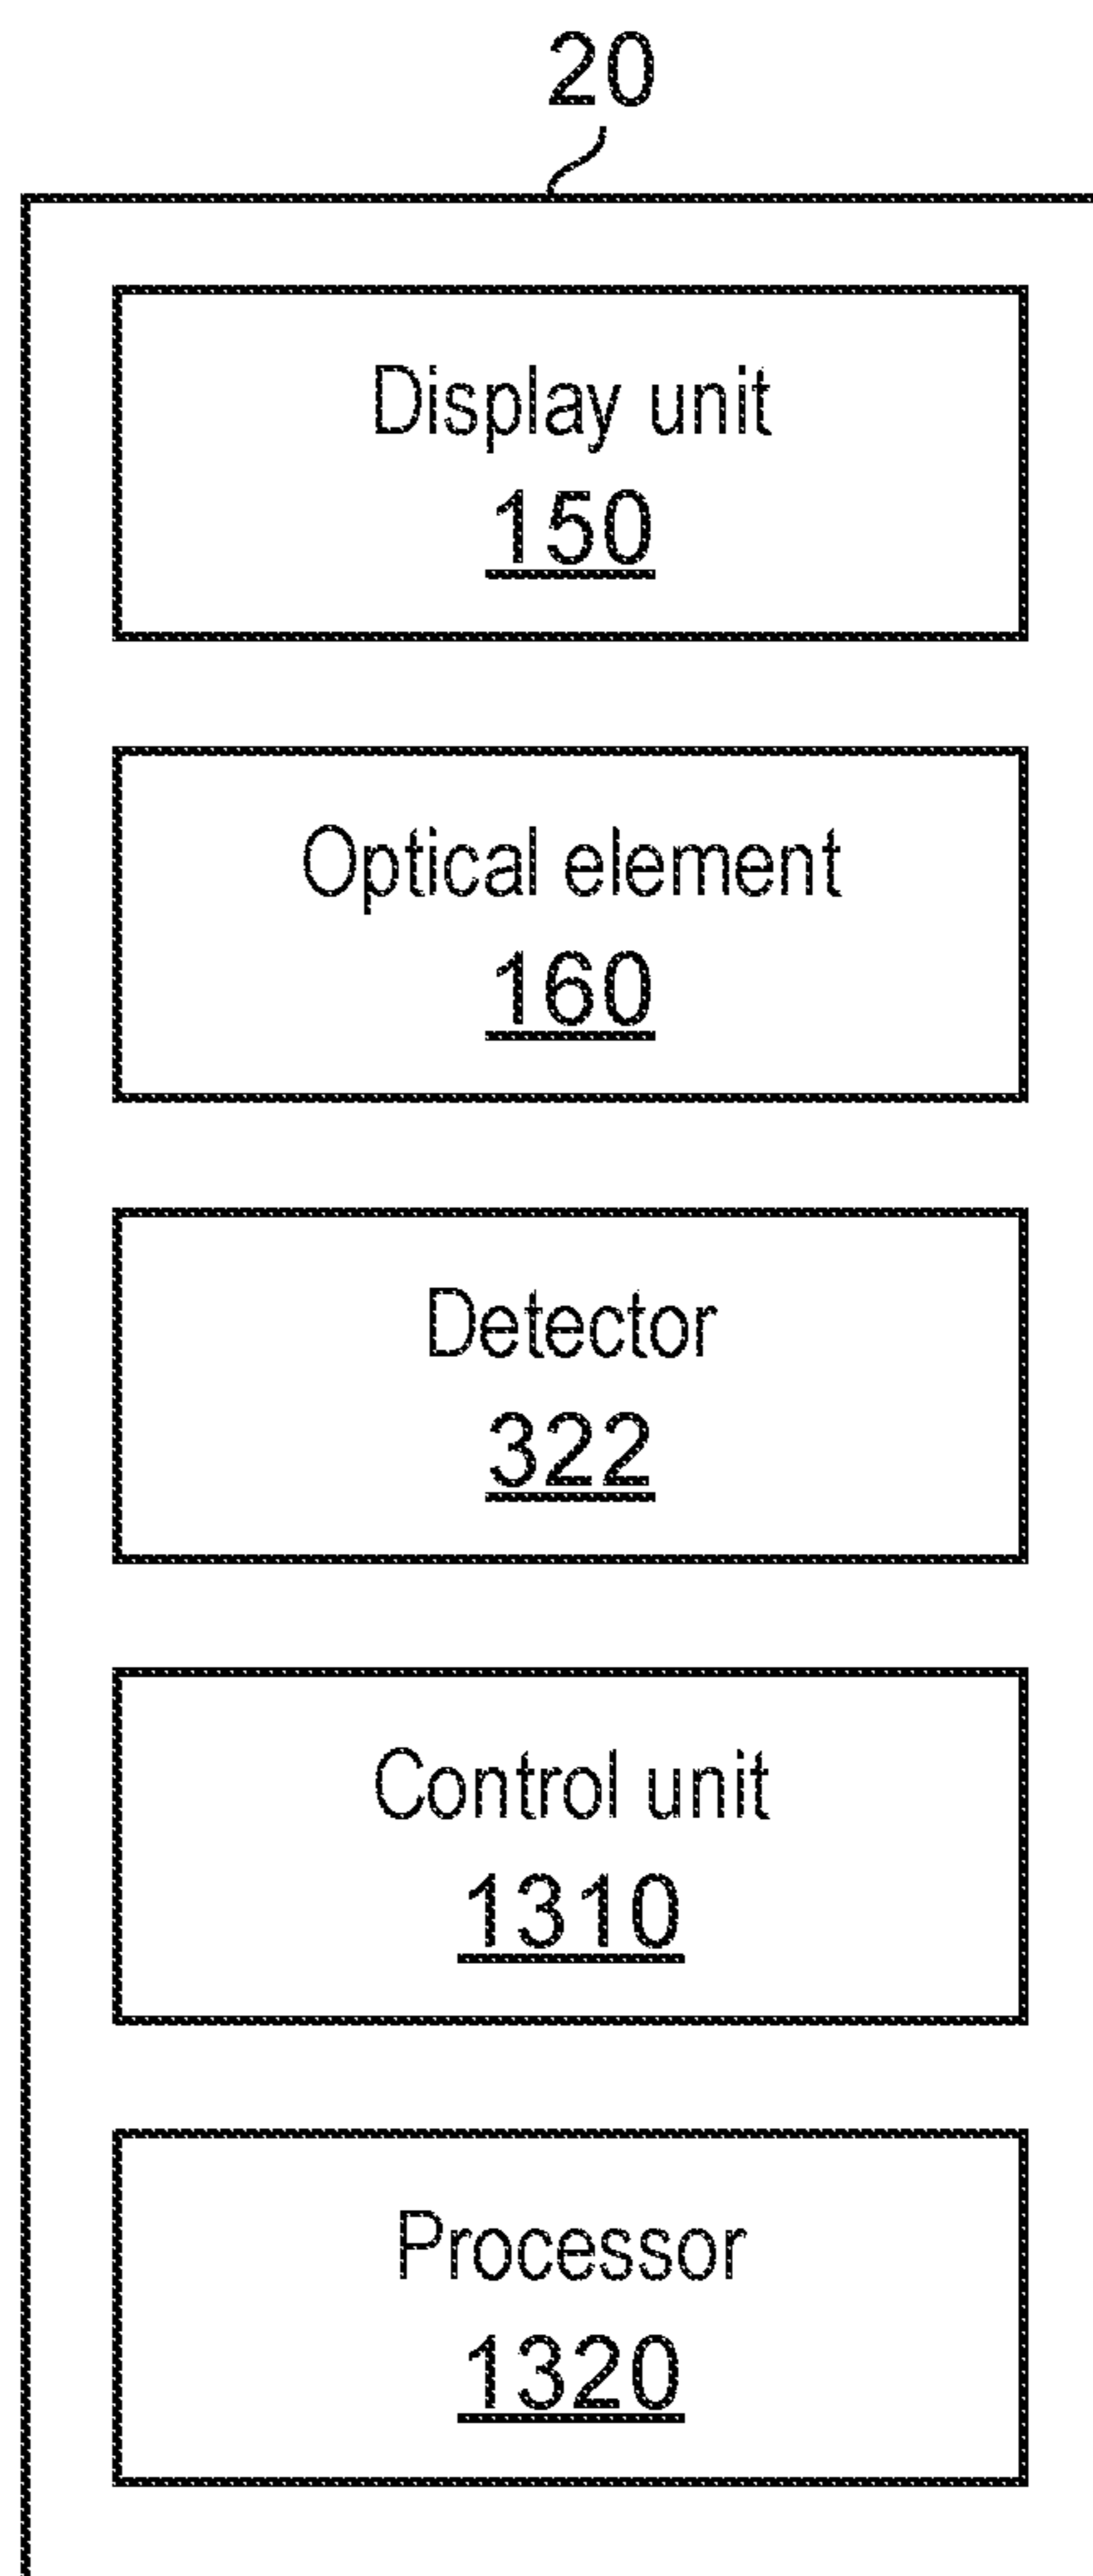 20
Display unit
150
Optical element
160
Detector
322
Control unit
1310
Processor
1320